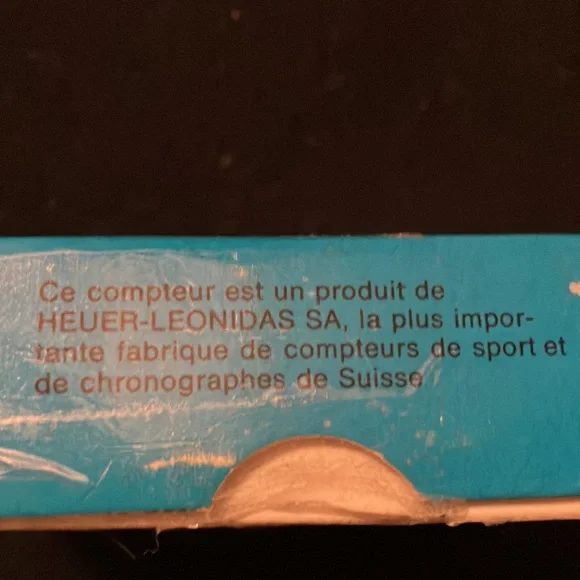 Ce compteur est un produit de
HEUER-LEONIDAS SA, la plus impor-
tante fabrique de compteurs de sport et
de chronographes de Suisse